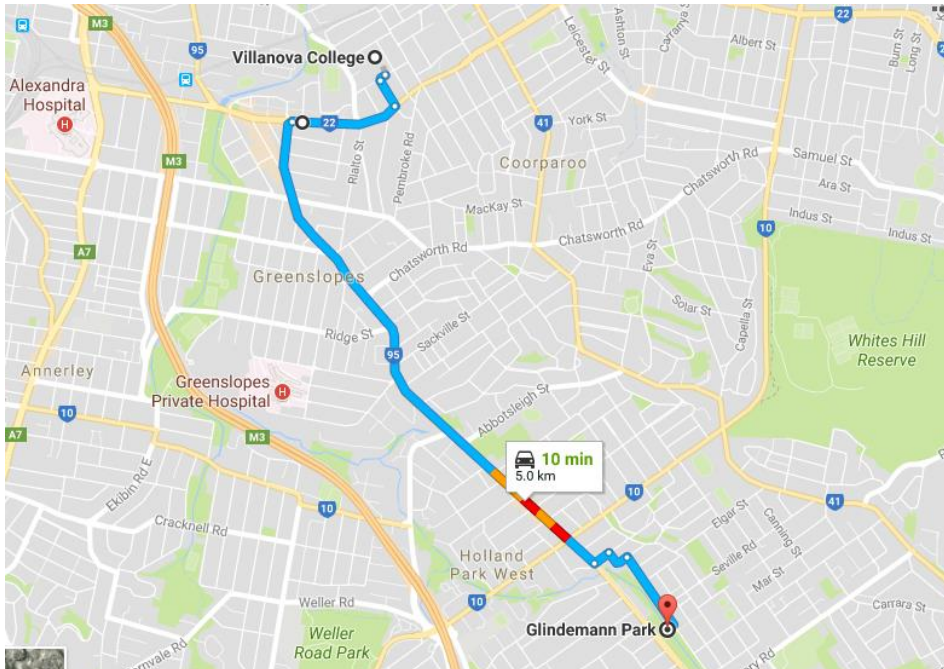 M3
22
Villanova College
Leicester St
Ashton St
Carranya St
Albert St
Burn St
Long St
95
Alexandra
Hospital
H
22
41
York St
Rialto St
Pembroke Rd
Coorparoo
Samuel St
M3
Chatsworth Rd
Ara St
MacKay St
Indus St
Indus St
10
A7
Chatsworth Rd
Chatsworth Rd
Eva St
Greenslopes
Solar St
Capella St
Ridge St
Sackville St
Whites Hill
Reserve
95
Annerley
Greenslopes
Private Hospital
H
Abbotsleigh St
10
A7
M3
10 min
5.0 km
10
Ekibin Rd E
41
10
Elgar St
Canning St
Cracknell Rd
Holland
Park West
Seville Rd
Mar St
10
Weller Rd
Carrara St
Glindemann Park
Weller
Road Park